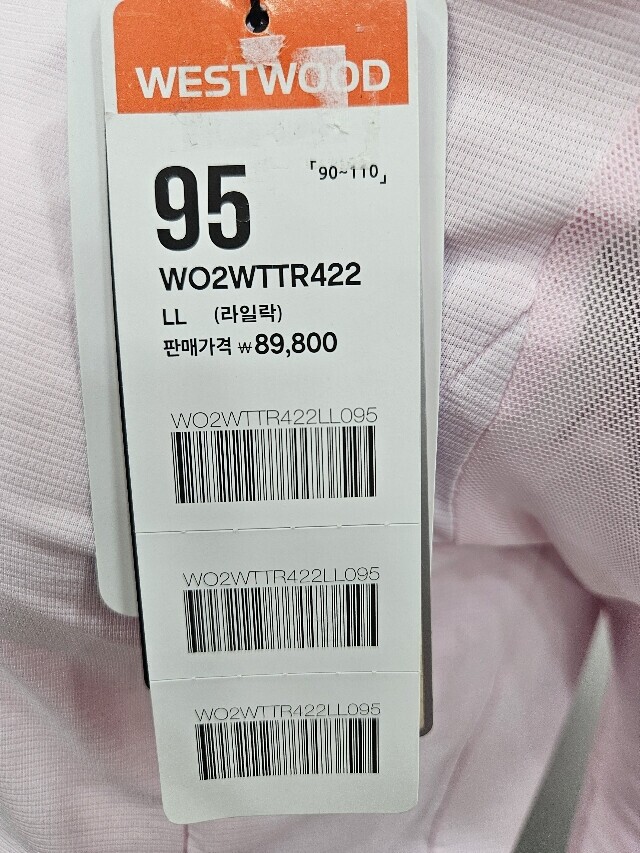 WESTWOOD
95 「90~110」
WO2WTTR422
LL (라일락)
판매가격 ₩89,800
WO2WTTR422LL095
WO2WTTR422LL095
WO2WTTR422LL095